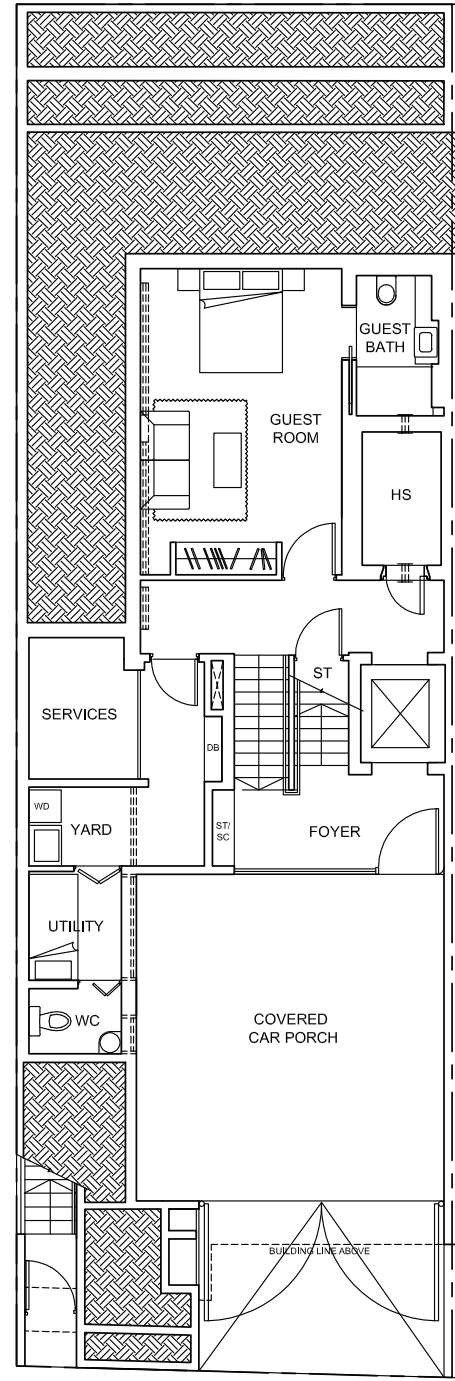 GUEST
BATH
GUEST
ROOM
HS
ST
SERVICES
DB
WD
YARD
ST/
SC
FOYER
UTILITY
WC
COVERED
CAR PORCH
BUILDING LINE ABOVE